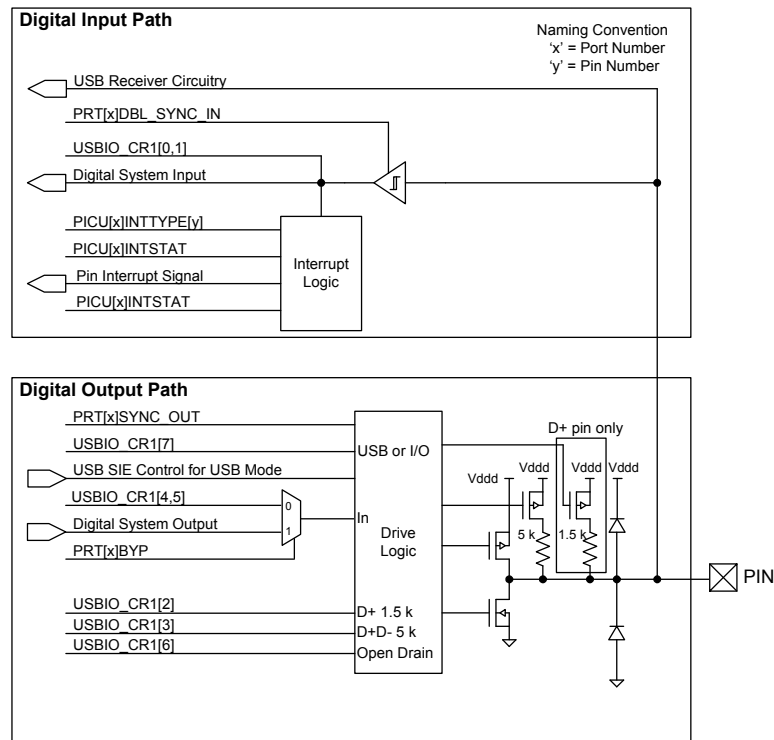 Digital Input Path
Naming Convention
'x' = Port Number
'y' = Pin Number
USB Receiver Circuitry
PRT[x]DBL_SYNC_IN
USBIO_CR1[0,1]
Digital System Input
PICU[x]INTTYPE[y]
PICU[x]INTSTAT
Pin Interrupt Signal
PICU[x]INTSTAT
Interrupt
Logic
Digital Output Path
PRT[x]SYNC_OUT
USBIO_CR1[7]
USB SIE Control for USB Mode
USBIO_CR1[4,5]
Digital System Output
PRT[x]BYP
0
1
USBIO_CR1[2]
USBIO_CR1[3]
USBIO_CR1[6]
USB or I/O
In
Drive
Logic
D+ 1.5 k
D+D- 5 k
Open Drain
D+ pin only
Vddd
Vddd
Vddd
Vddd
5 k
1.5 k
PIN